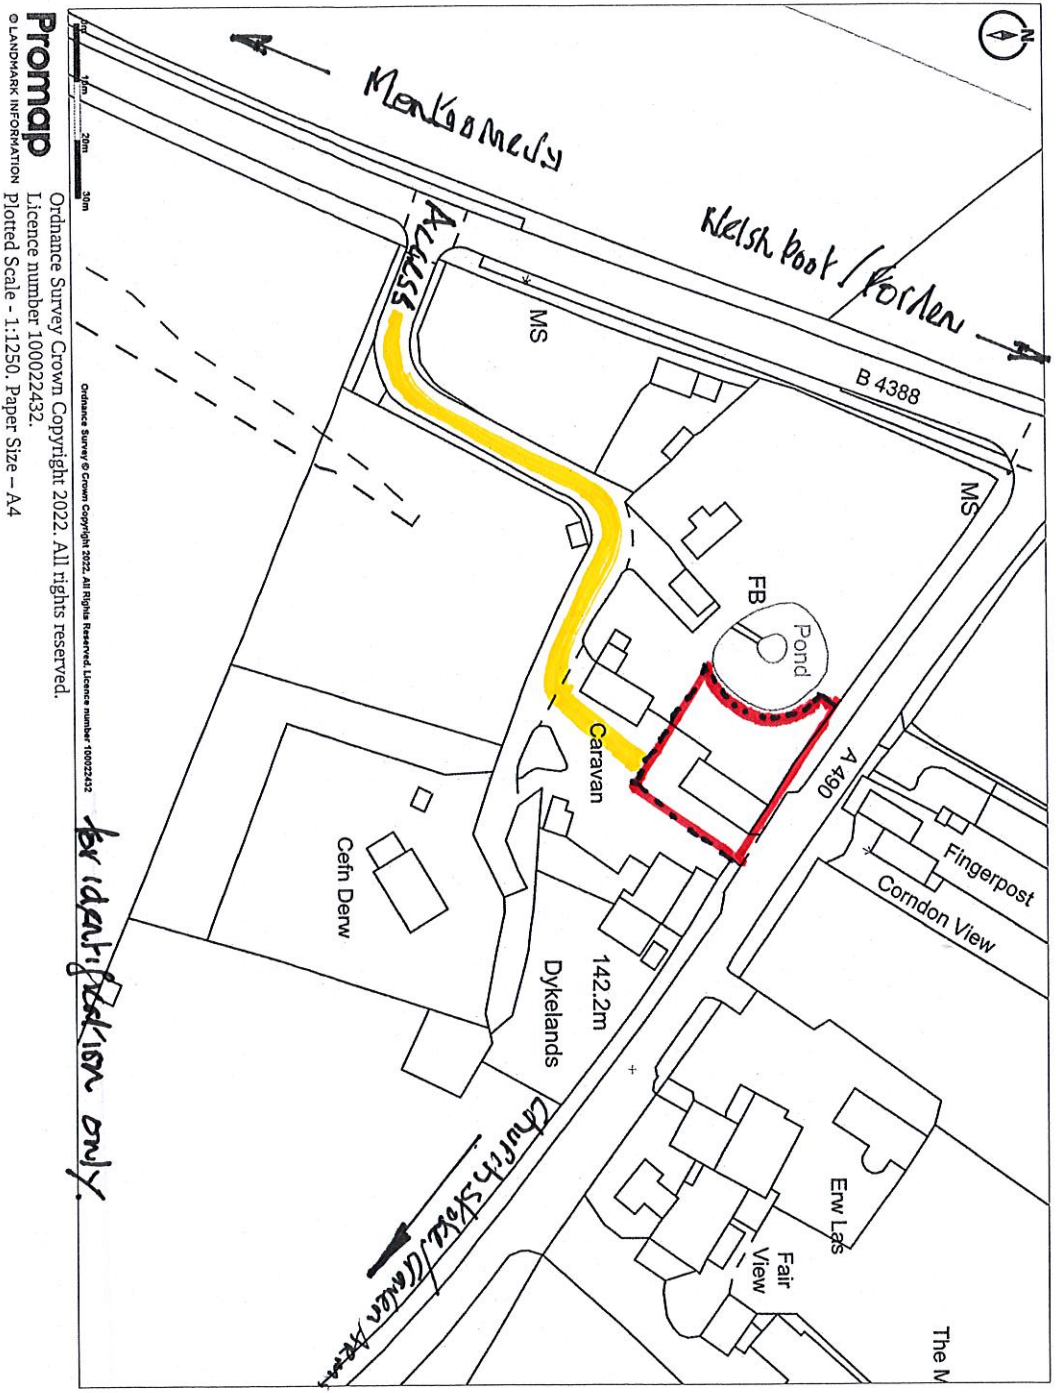 N
Montgomery
Welshpool / Forden
B 4388
MS
MS
Access
FB
Pond
A 490
Caravan
Fingerpost
Corndon View
Cefn Derw
Dykelands
142.2m
Erw Las
Fair
View
The M
Churchstoke /
for identification only.
0m 10m 20m 30m
Ordnance Survey © Crown Copyright 2022. All Rights Reserved. Licence number 100022432
Promap
© LANDMARK INFORMATION
Ordnance Survey Crown Copyright 2022. All rights reserved.
Licence number 100022432.
Plotted Scale - 1:1250. Paper Size – A4